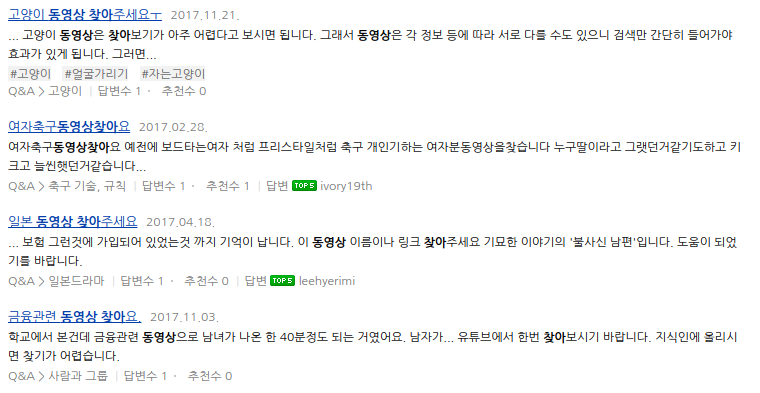 고양이 동영상 찾아주세요ㅜ 2017.11.21.
... 고양이 동영상은 찾아보기가 아주 어렵다고 보시면 됩니다. 그래서 동영상은 각 정보 등에 따라 서로 다를 수도 있으니 검색만 간단히 들어가야
효과가 있게 됩니다. 그러면...
#고양이 #얼굴가리기 #자는고양이
Q&A > 고양이 | 답변수 1 · 추천수 0
여자축구동영상찾아요 2017.02.28.
여자축구동영상찾아요 예전에 보드타는여자 처럼 프리스타일처럼 축구 개인기하는 여자분동영상을찾습니다 누구딸이라고 그랫던거같기도하고 키
크고 늘씬했던거같습니다...
Q&A > 축구 기술, 규칙 | 답변수 1 · 추천수 1 | 답변 TOP5 ivory19th
일본 동영상 찾아주세요 2017.04.18.
... 보험 그런것에 가입되어 있었는것 까지 기억이 납니다. 이 동영상 이름이나 링크 찾아주세요 기묘한 이야기의 '불사신 남편'입니다. 도움이 되었
기를 바랍니다.
Q&A > 일본드라마 | 답변수 1 · 추천수 0 | 답변 TOP5 leehyerimi
금융관련 동영상 찾아요. 2017.11.03.
학교에서 본건데 금융관련 동영상으로 남녀가 나온 한 40분정도 되는 거였어요. 남자가... 유튜브에서 한번 찾아보시기 바랍니다. 지식인에 올리시
면 찾기가 어렵습니다.
Q&A > 사람과 그룹 | 답변수 1 · 추천수 0